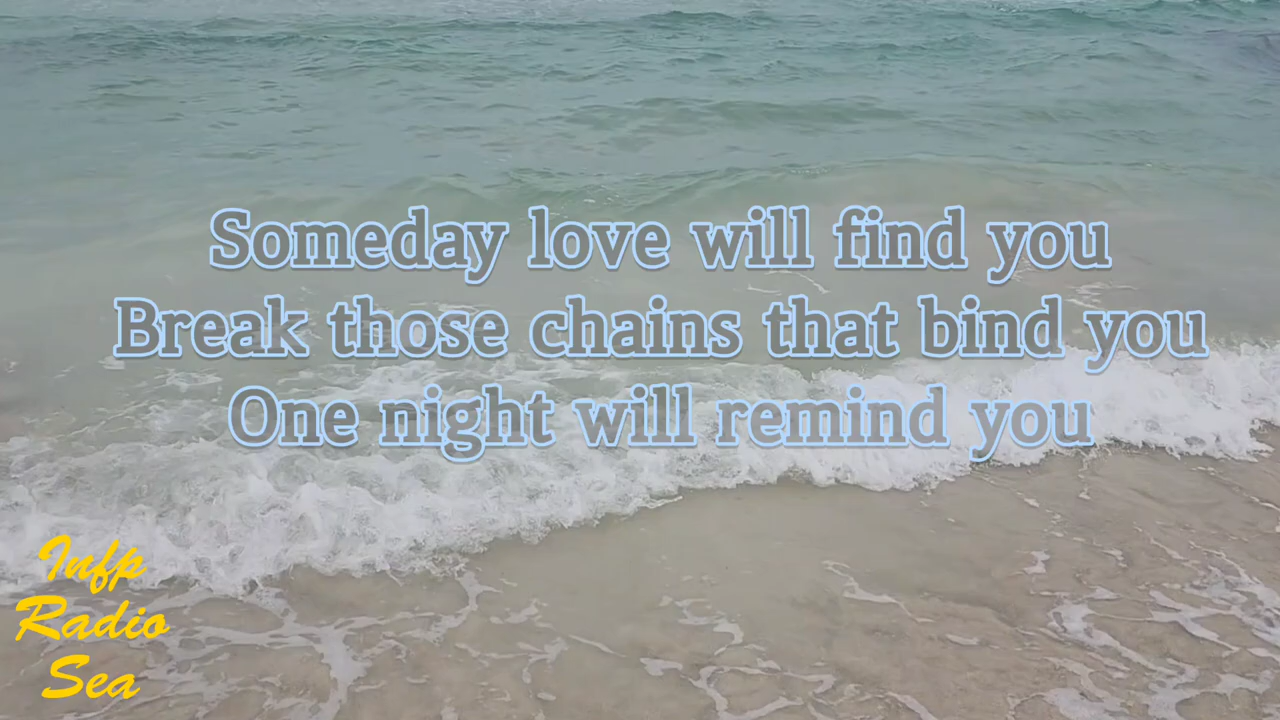 Someday love will find you
Break those chains that bind you
One night will remind you
Infp
Radio
Sea